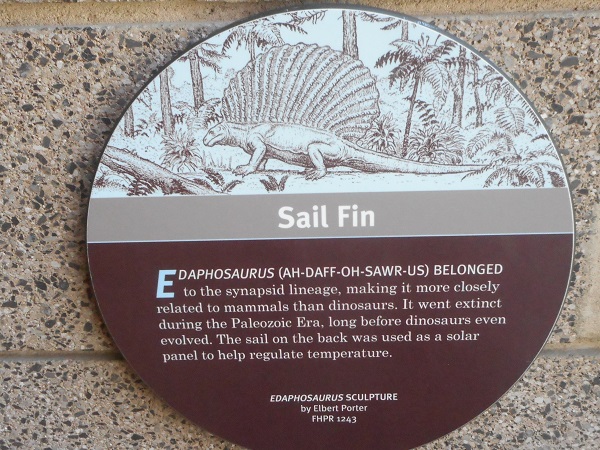 Sail Fin
EDAPHOSAURUS (AH-DAFF-OH-SAWR-US) BELONGED
to the synapsid lineage, making it more closely
related to mammals than dinosaurs. It went extinct
during the Paleozoic Era, long before dinosaurs even
evolved. The sail on the back was used as a solar
panel to help regulate temperature.
EDAPHOSAURUS SCULPTURE
by Elbert Porter
FHPR 1243